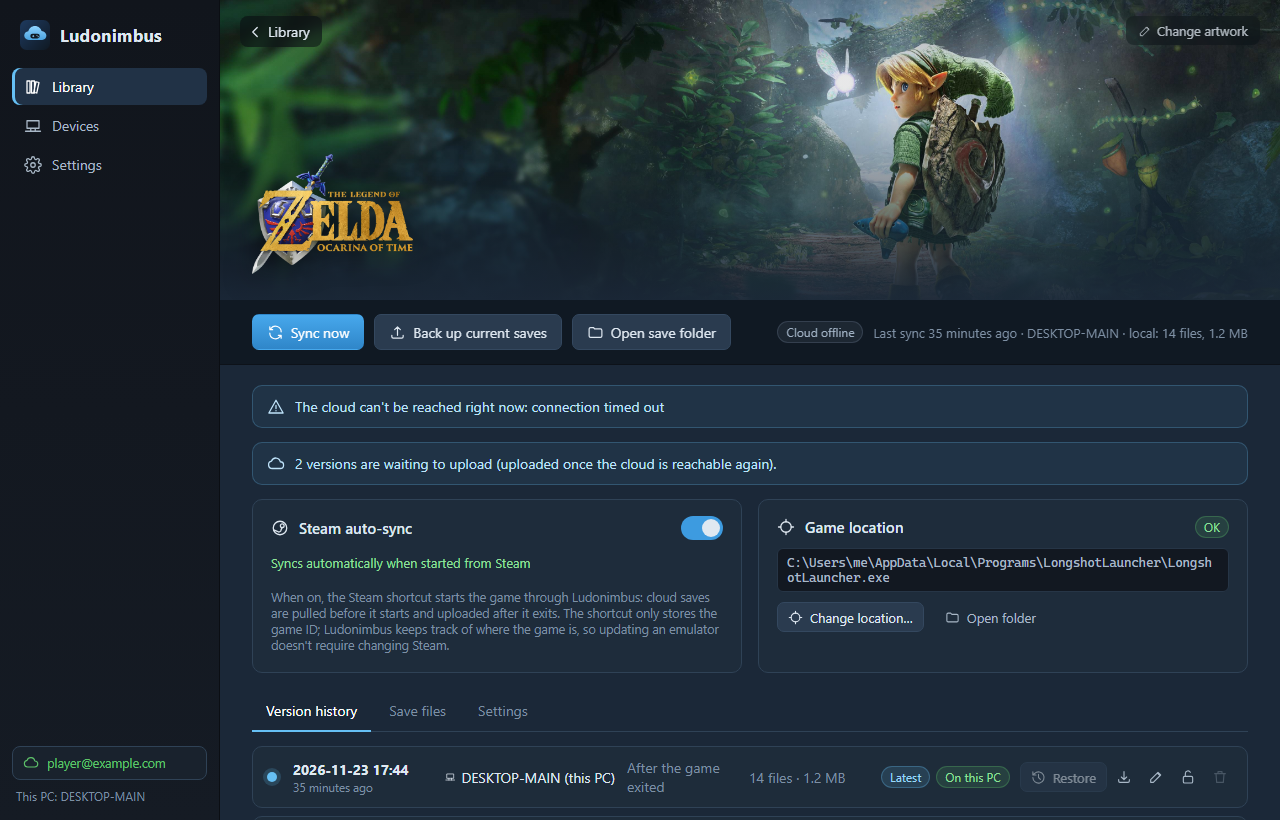 Ludonimbus
Library
Devices
Settings
player@example.com
This PC: DESKTOP-MAIN
Library
Change artwork
THE LEGEND OF
ZELDA
OCARINA OF TIME
Sync now
Back up current saves
Open save folder
Cloud offline
Last sync 35 minutes ago · DESKTOP-MAIN · local: 14 files, 1.2 MB
The cloud can't be reached right now: connection timed out
2 versions are waiting to upload (uploaded once the cloud is reachable again).
Steam auto-sync
Syncs automatically when started from Steam
When on, the Steam shortcut starts the game through Ludonimbus: cloud saves
are pulled before it starts and uploaded after it exits. The shortcut only stores the
game ID; Ludonimbus keeps track of where the game is, so updating an emulator
doesn't require changing Steam.
Game location
OK
C:\Users\me\AppData\Local\Programs\LongshotLauncher\Longsh
otLauncher.exe
Change location...
Open folder
Version history
Save files
Settings
2026-11-23 17:44
35 minutes ago
DESKTOP-MAIN (this PC)
After the game
exited
14 files · 1.2 MB
Latest
On this PC
Restore